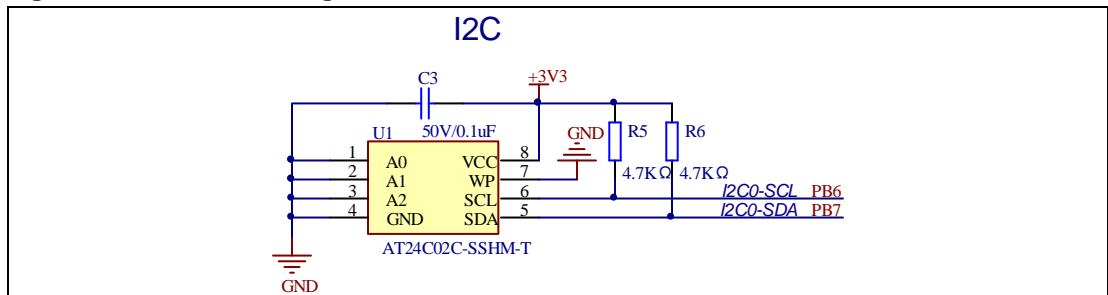 I2C
C3
+3V3
50V/0.1uF
U1
GND
R5
R6
4.7KΩ
4.7KΩ
1 A0 VCC 8
2 A1 WP 7
3 A2 SCL 6
4 GND SDA 5
I2C0-SCL PB6
I2C0-SDA PB7
AT24C02C-SSHM-T
GND